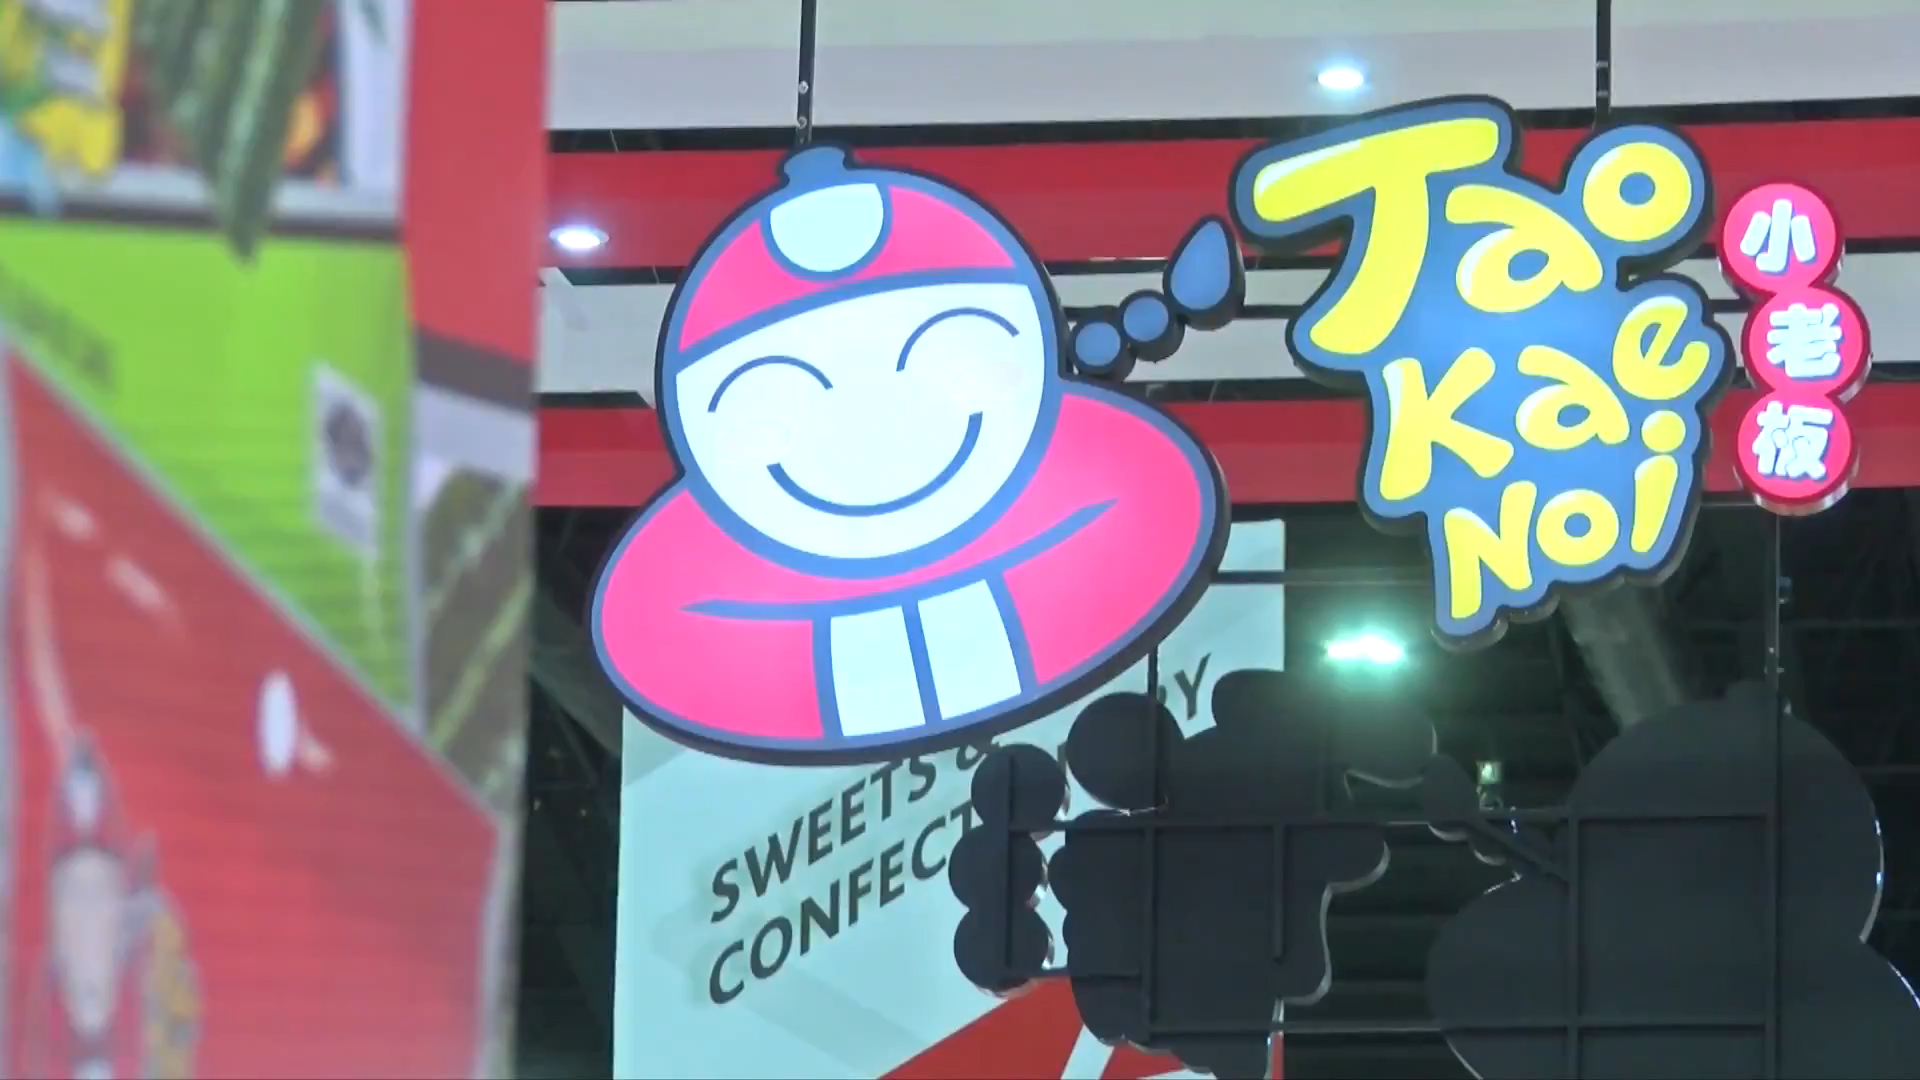 Tao
Kae
Noi
小老板
SWEETS &
CONFECT